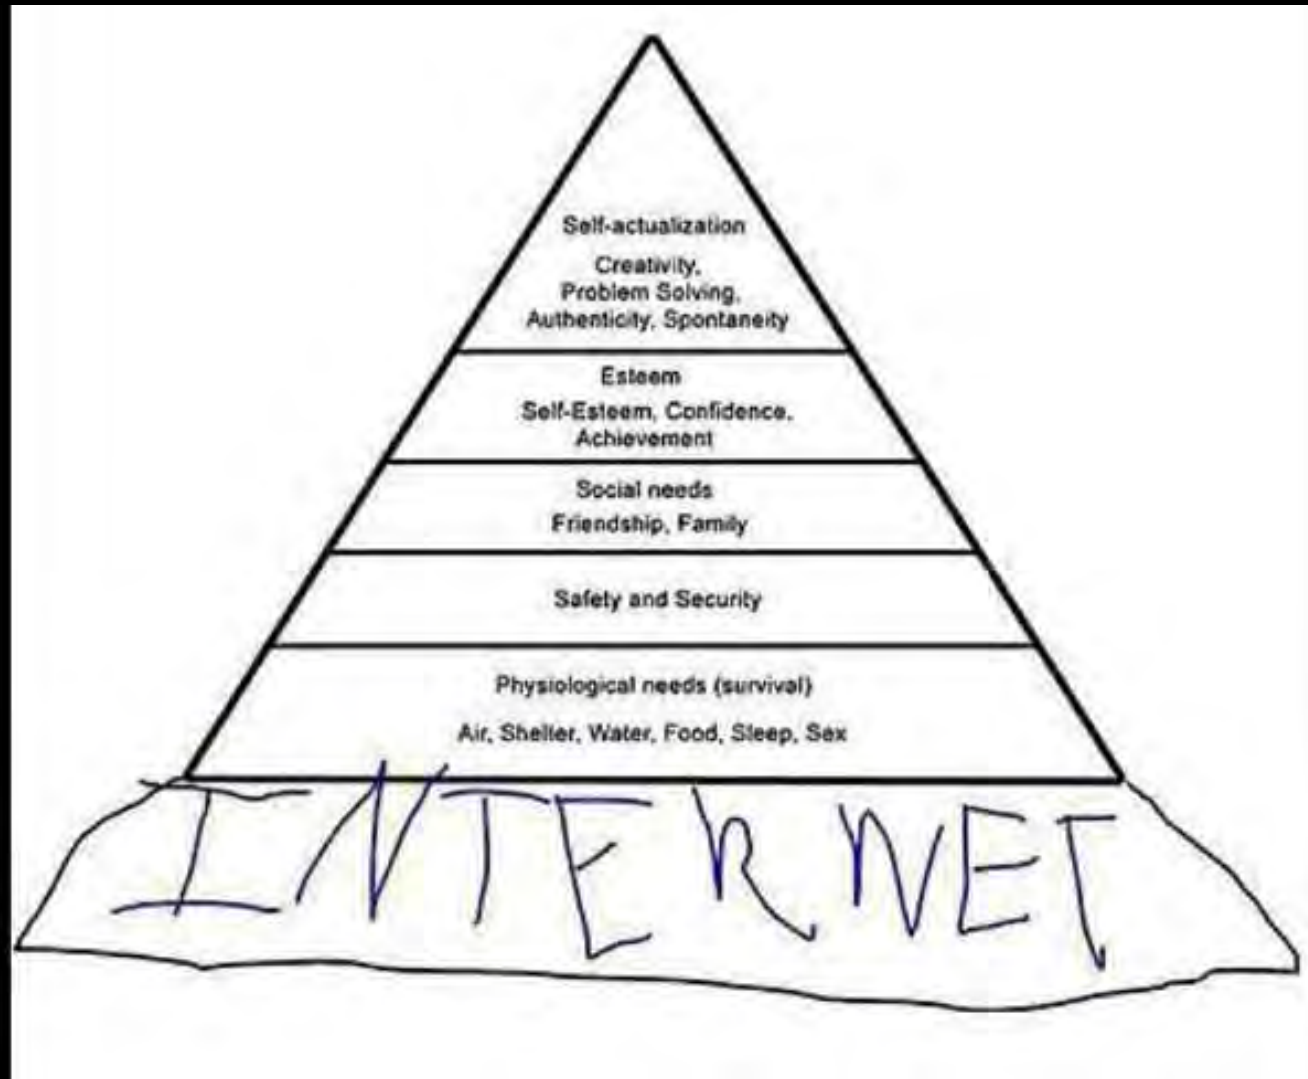 Self-actualization
Creativity,
Problem Solving,
Authenticity, Spontaneity
Esteem
Self-Esteem, Confidence,
Achievement
Social needs
Friendship, Family
Safety and Security
Physiological needs (survival)
Air, Shelter, Water, Food, Sleep, Sex
INTERNET